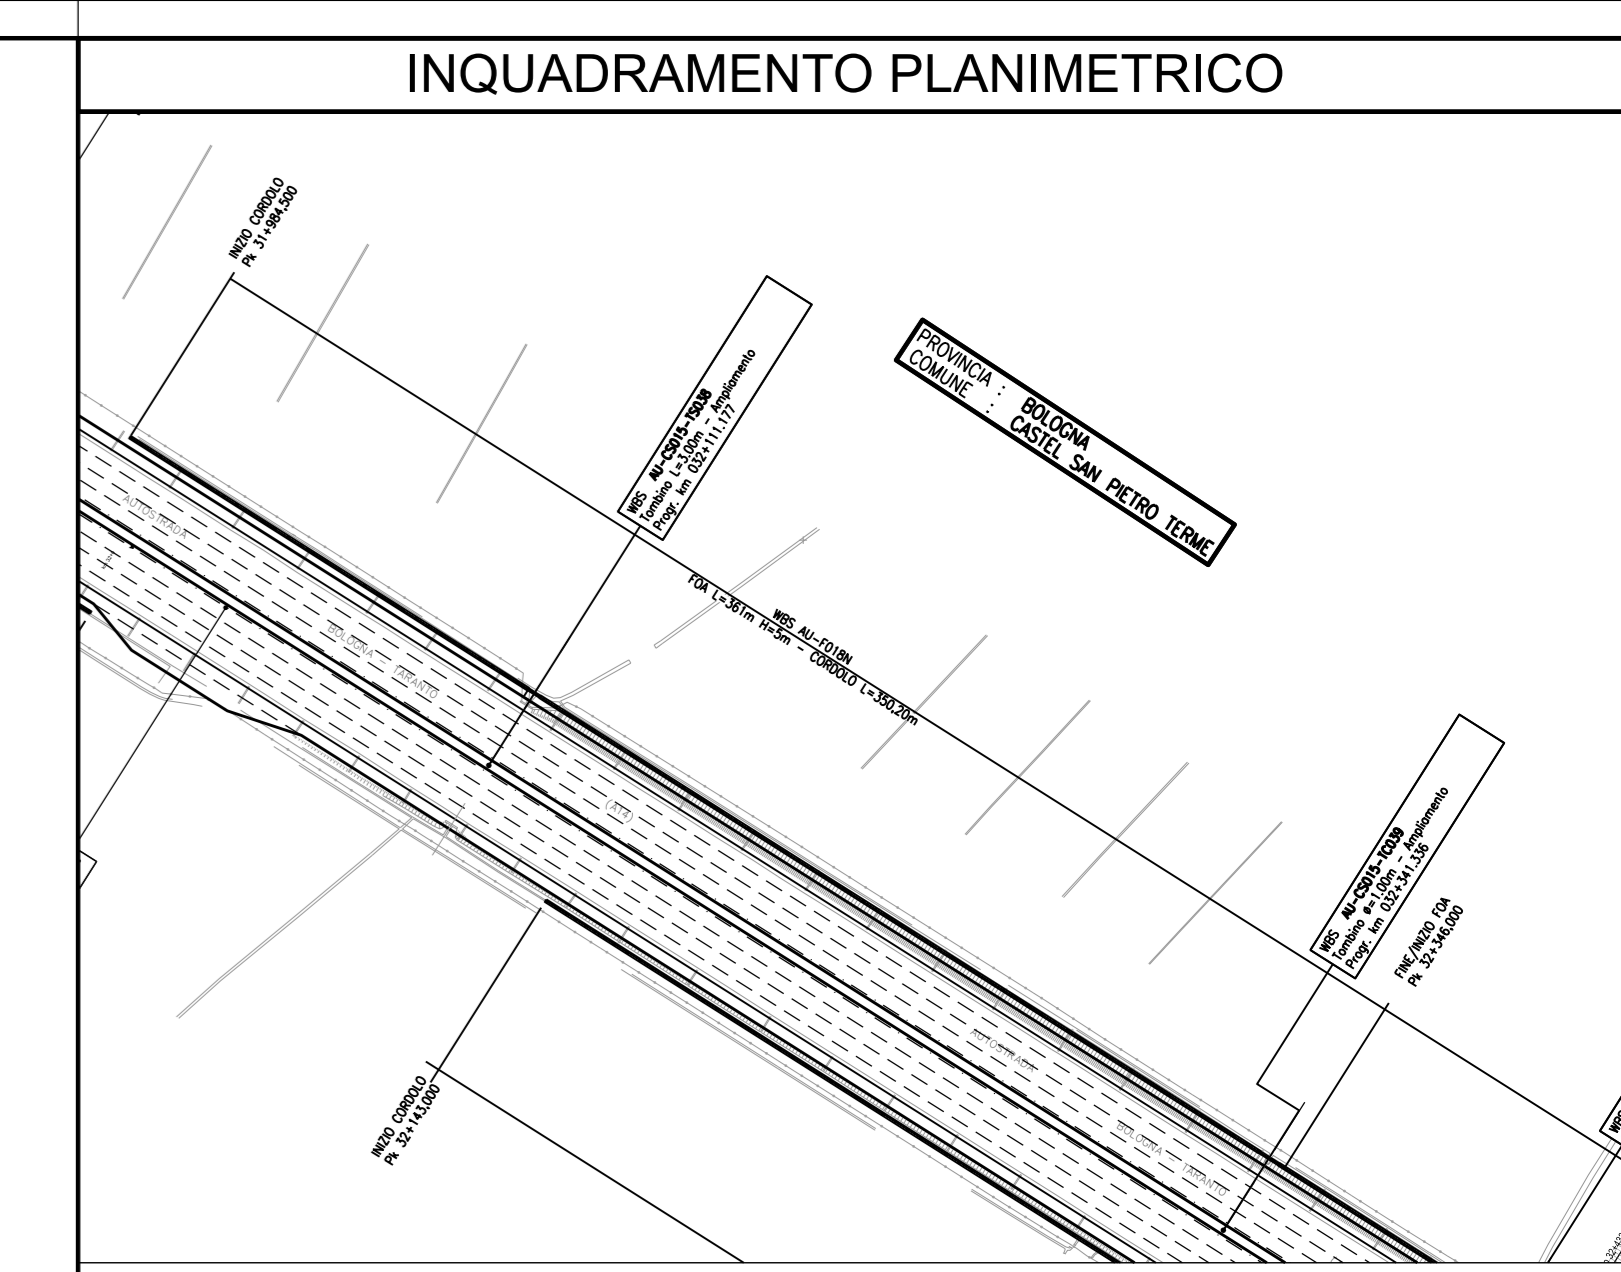 INQUADRAMENTO PLANIMETRICO
INIZIO CORDOLO
Pk 31+984,500
WBS AU-CS015-TS038
Tombino L=3.00m - Ampliamento
Progr. km 032+111.177
PROVINCIA : BOLOGNA
COMUNE : CASTEL SAN PIETRO TERME
AUTOSTRADA
BOLOGNA - TARANTO
WBS AU-FO18N
FOA L=361m H=5m - CORDOLO L=350,20m
(A14)
WBS AU-CS015-TC039
Tombino ø=1.00m - Ampliamento
Progr. km 032+341.336
FINE/INIZIO FOA
Pk 32+346,000
AUTOSTRADA
BOLOGNA - TARANTO
INIZIO CORDOLO
Pk 32+143,000
WBS